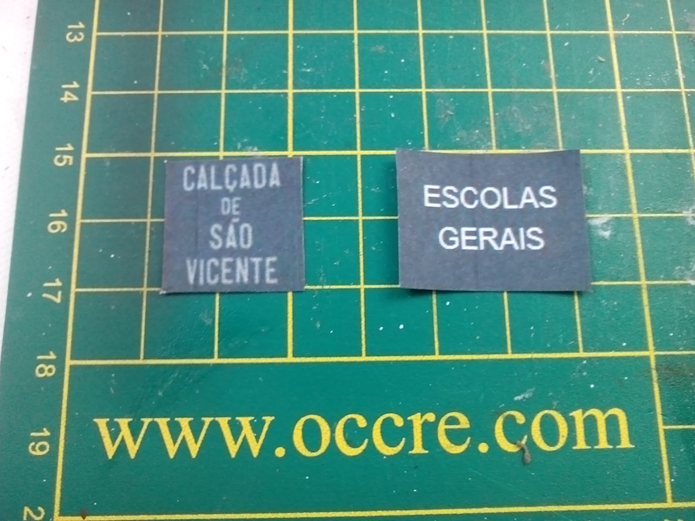 13
14
15
CALÇADA
DE
SÃO
VICENTE
ESCOLAS
GERAIS
16
17
18
www.occre.com
19